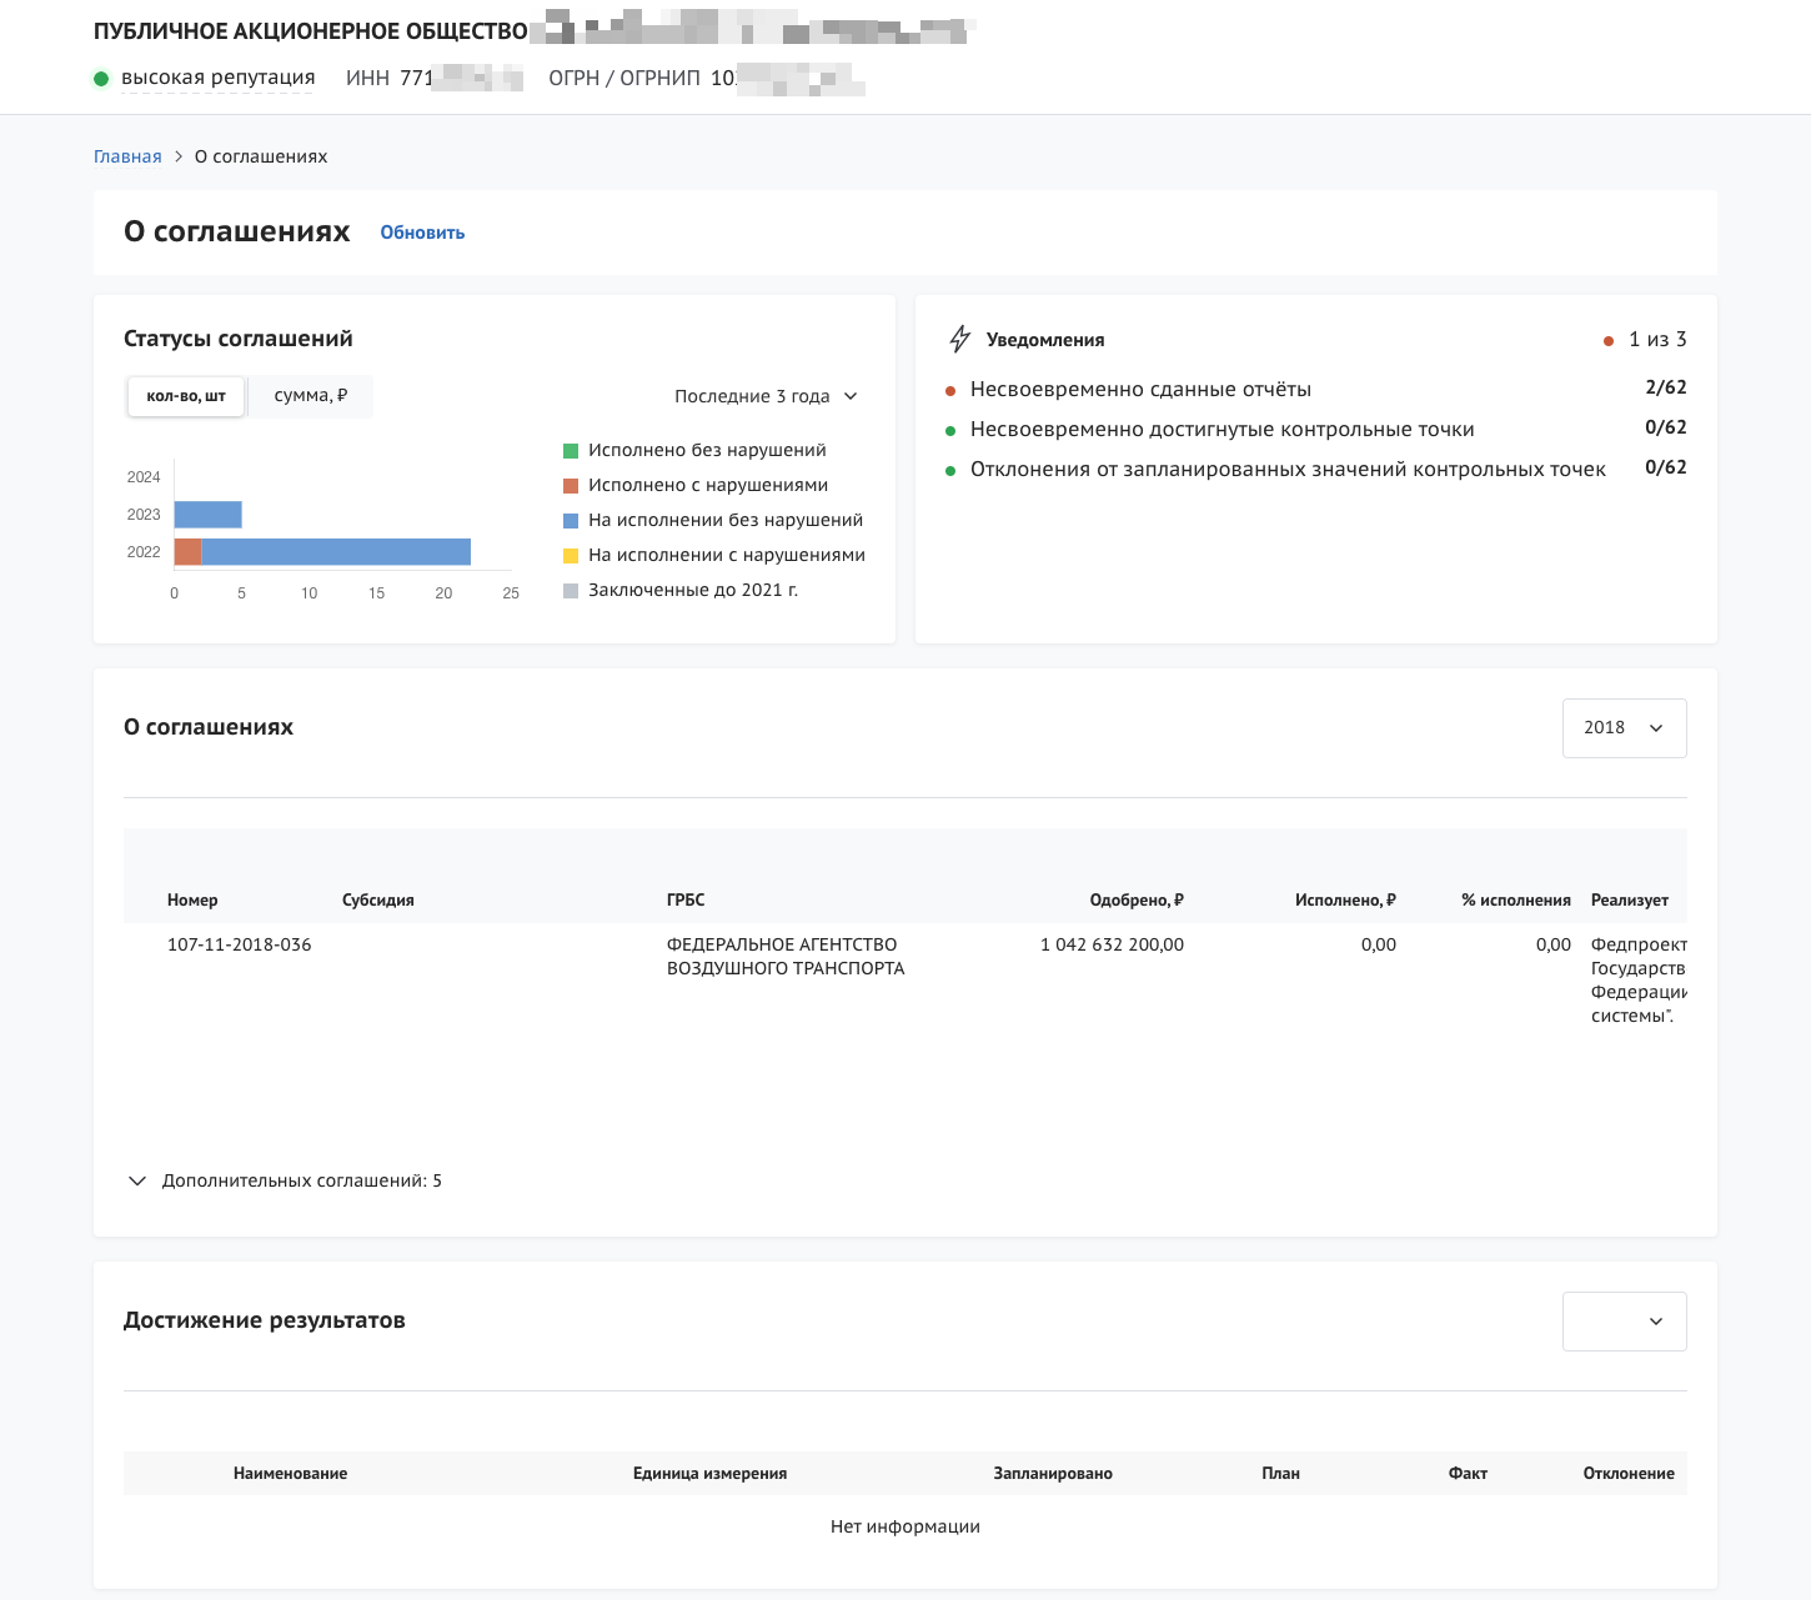 ПУБЛИЧНОЕ АКЦИОНЕРНОЕ ОБЩЕСТВО
высокая репутация ИНН 771 ОГРН / ОГРНИП 10
Главная > О соглашениях
О соглашениях Обновить
Статусы соглашений
кол-во, шт сумма, ₽ Последние 3 года
Исполнено без нарушений
Исполнено с нарушениями
На исполнении без нарушений
На исполнении с нарушениями
Заключенные до 2021 г.
2024
2023
2022
0 5 10 15 20 25
Уведомления 1 из 3
Несвоевременно сданные отчёты 2/62
Несвоевременно достигнутые контрольные точки 0/62
Отклонения от запланированных значений контрольных точек 0/62
О соглашениях 2018
Номер Субсидия ГРБС Одобрено, ₽ Исполнено, ₽ % исполнения Реализует
107-11-2018-036 ФЕДЕРАЛЬНОЕ АГЕНТСТВО 1 042 632 200,00 0,00 0,00 Федпроект
ВОЗДУШНОГО ТРАНСПОРТА Государств
Федерации
системы".
Дополнительных соглашений: 5
Достижение результатов
Наименование Единица измерения Запланировано План Факт Отклонение
Нет информации